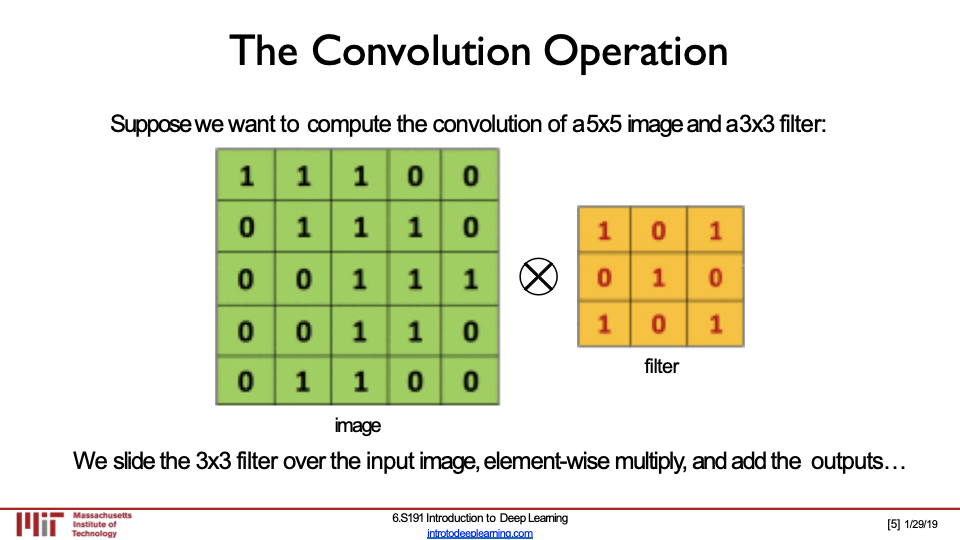 The Convolution Operation
Suppose we want to compute the convolution of a 5x5 image and a 3x3 filter:
1 1 1 0 0
0 1 1 1 0
0 0 1 1 1
0 0 1 1 0
0 1 1 0 0
1 0 1
0 1 0
1 0 1
filter
image
We slide the 3x3 filter over the input image, element-wise multiply, and add the outputs…
Massachusetts
Institute of
Technology
6.S191 Introduction to Deep Learning
introtodeeplearning.com
[5] 1/29/19